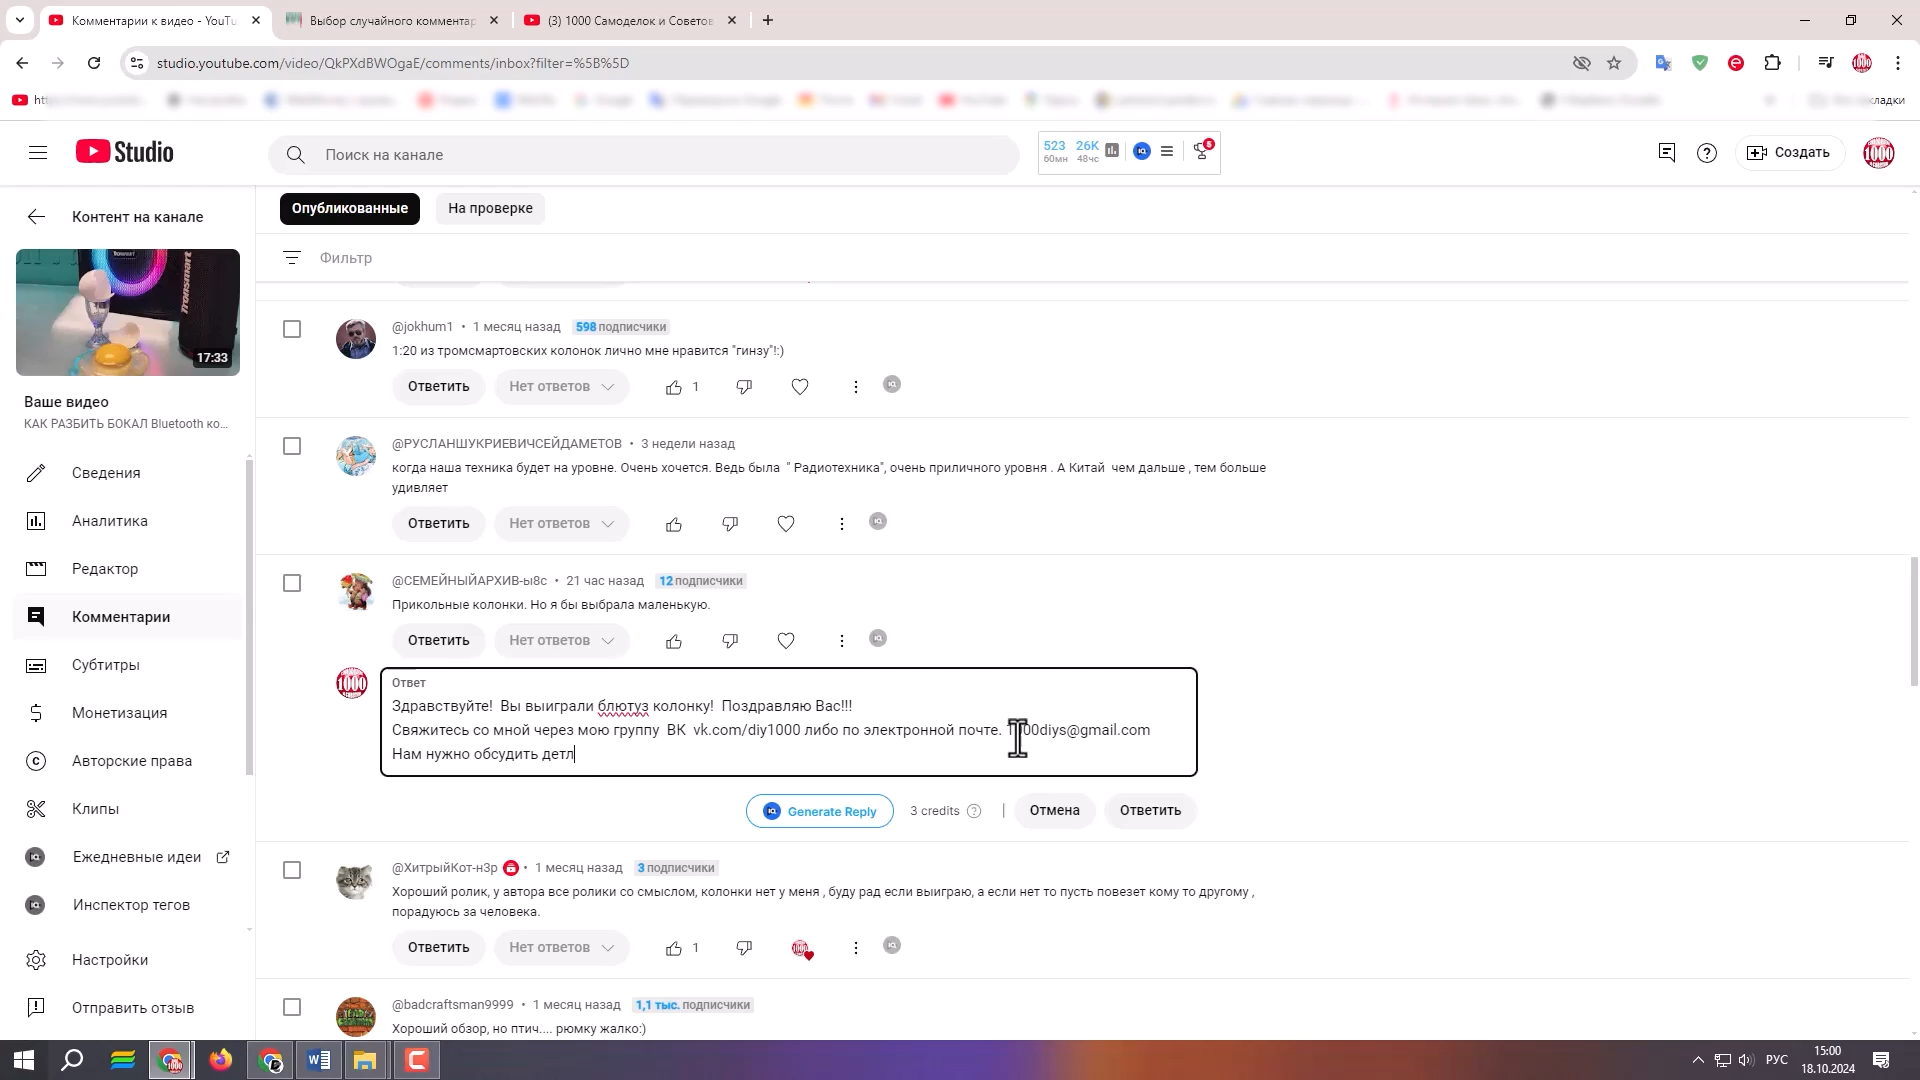 Комментарии к видео - YouTu
Выбор случайного комментар
(3) 1000 Самоделок и Советов
studio.youtube.com/video/QkPXdBWOgaE/comments/inbox?filter=%5B%5D
Studio
Поиск на канале
523 26K
60мн 48чс
Создать
Контент на канале
17:33
Ваше видео
КАК РАЗБИТЬ БОКАЛ Bluetooth ко...
Сведения
Аналитика
Редактор
Комментарии
Субтитры
Монетизация
Авторские права
Клипы
Ежедневные идеи
Инспектор тегов
Настройки
Отправить отзыв
Опубликованные На проверке
Фильтр
@jokhum1 • 1 месяц назад 598 подписчики
1:20 из тромсмартовских колонок лично мне нравится "гинзу"!:)
Ответить Нет ответов 1
@РУСЛАНШУКРИЕВИЧСЕЙДАМЕТОВ • 3 недели назад
когда наша техника будет на уровне. Очень хочется. Ведь была " Радиотехника", очень приличного уровня . А Китай чем дальше , тем больше
удивляет
Ответить Нет ответов
@СЕМЕЙНЫЙАРХИВ-ы8с • 21 час назад 12 подписчики
Прикольные колонки. Но я бы выбрала маленькую.
Ответить Нет ответов
Ответ
Здравствуйте! Вы выиграли блютуз колонку! Поздравляю Вас!!!
Свяжитесь со мной через мою группу ВК vk.com/diy1000 либо по электронной почте. 1000diys@gmail.com
Нам нужно обсудить детл
Generate Reply 3 credits | Отмена Ответить
@ХитрыйКот-н3р • 1 месяц назад 3 подписчики
Хороший ролик, у автора все ролики со смыслом, колонки нет у меня , буду рад если выиграю, а если нет то пусть повезет кому то другому ,
порадуюсь за человека.
Ответить Нет ответов 1
@badcraftsman9999 • 1 месяц назад 1,1 тыс. подписчики
Хороший обзор, но птич.... рюмку жалко:)
РУС
15:00
18.10.2024